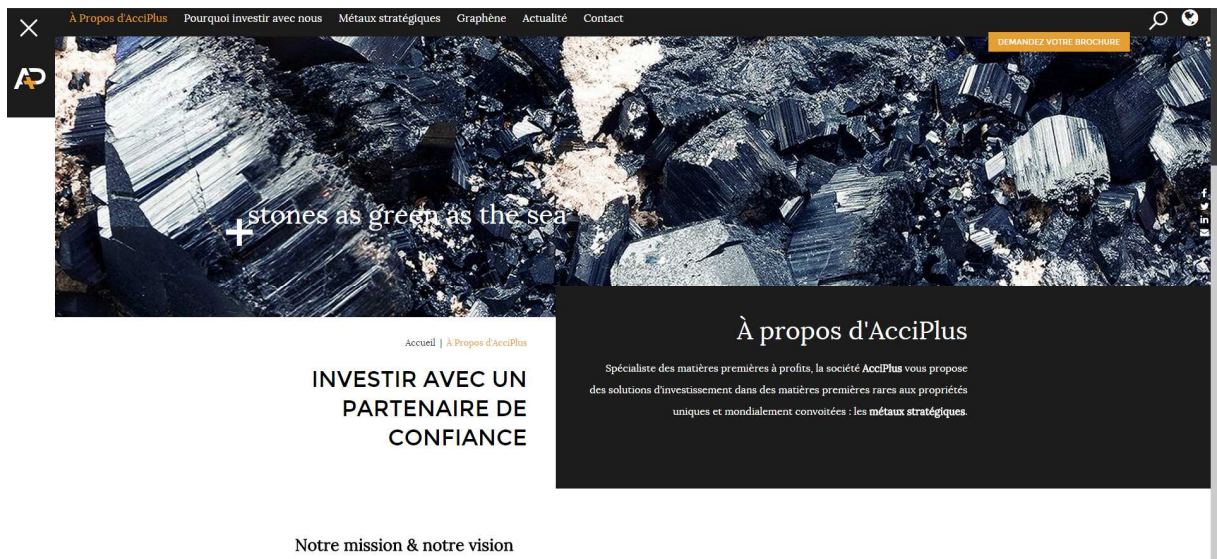 À Propos d'AcciPlus Pourquoi investir avec nous Métaux stratégiques Graphène Actualité Contact
DEMANDEZ VOTRE BROCHURE
AP
+stones as green as the sea
À propos d'AcciPlus
Spécialiste des matières premières à profits, la société AcciPlus vous propose
des solutions d'investissement dans des matières premières rares aux propriétés
uniques et mondialement convoitées : les métaux stratégiques.
Accueil | À Propos d'AcciPlus
INVESTIR AVEC UN
PARTENAIRE DE
CONFIANCE
Notre mission & notre vision